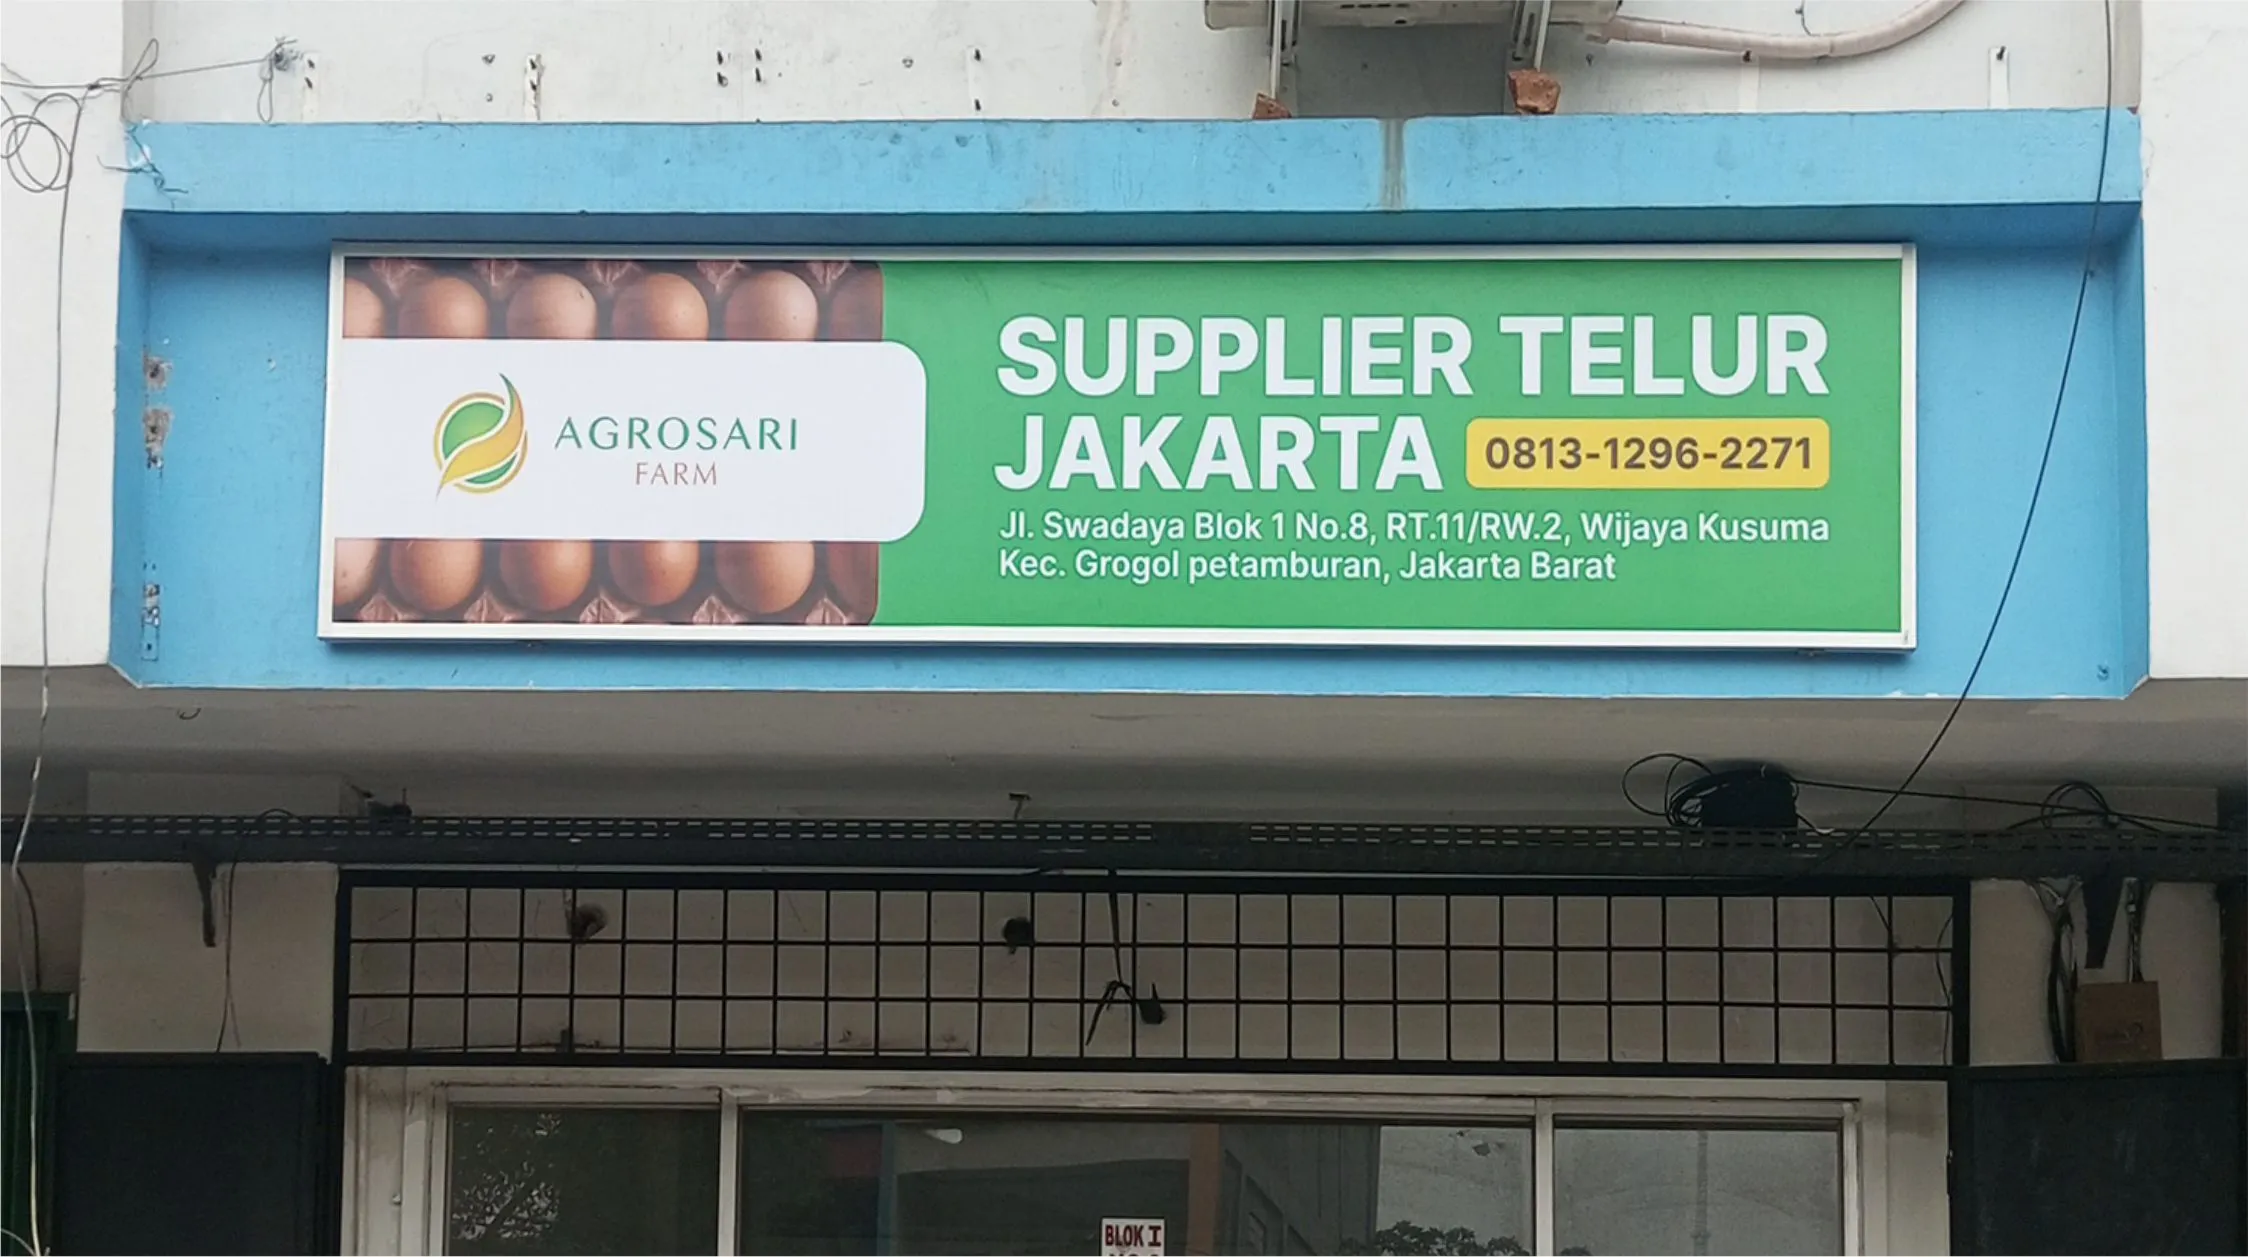 AGROSARI
FARM
SUPPLIER TELUR
JAKARTA 0813-1296-2271
Jl. Swadaya Blok 1 No.8, RT.11/RW.2, Wijaya Kusuma
Kec. Grogol petamburan, Jakarta Barat
BLOK I